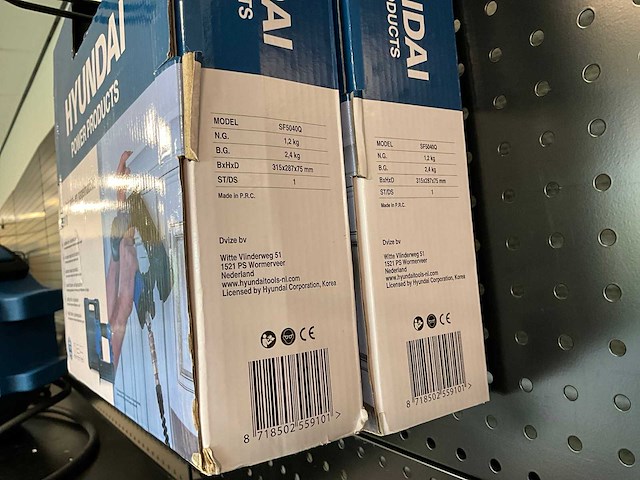 HYUNDAI
POWER PRODUCTS
DAI
TS
MODEL SF5040Q
N.G. 1,2 kg
B.G. 2,4 kg
BxHxD 315x287x75 mm
ST/DS 1
Made in P.R.C.
Dvize bv
Witte Vlinderweg 51
1521 PS Wormerveer
Nederland
www.hyundaitools-nl.com
Licensed by Hyundai Corporation, Korea
CE
8 718502 559101 >
IDAI
ODUCTS
MODEL SF5040Q
N.G. 1,2 kg
B.G. 2,4 kg
BxHxD 315x287x75 mm
ST/DS 1
Made in P.R.C.
Dvize bv
Witte Vlinderweg 51
1521 PS Wormerveer
Nederland
www.hyundaitools-nl.com
Licensed by Hyundai Corporation, Korea
CE
8 718502 559101 >